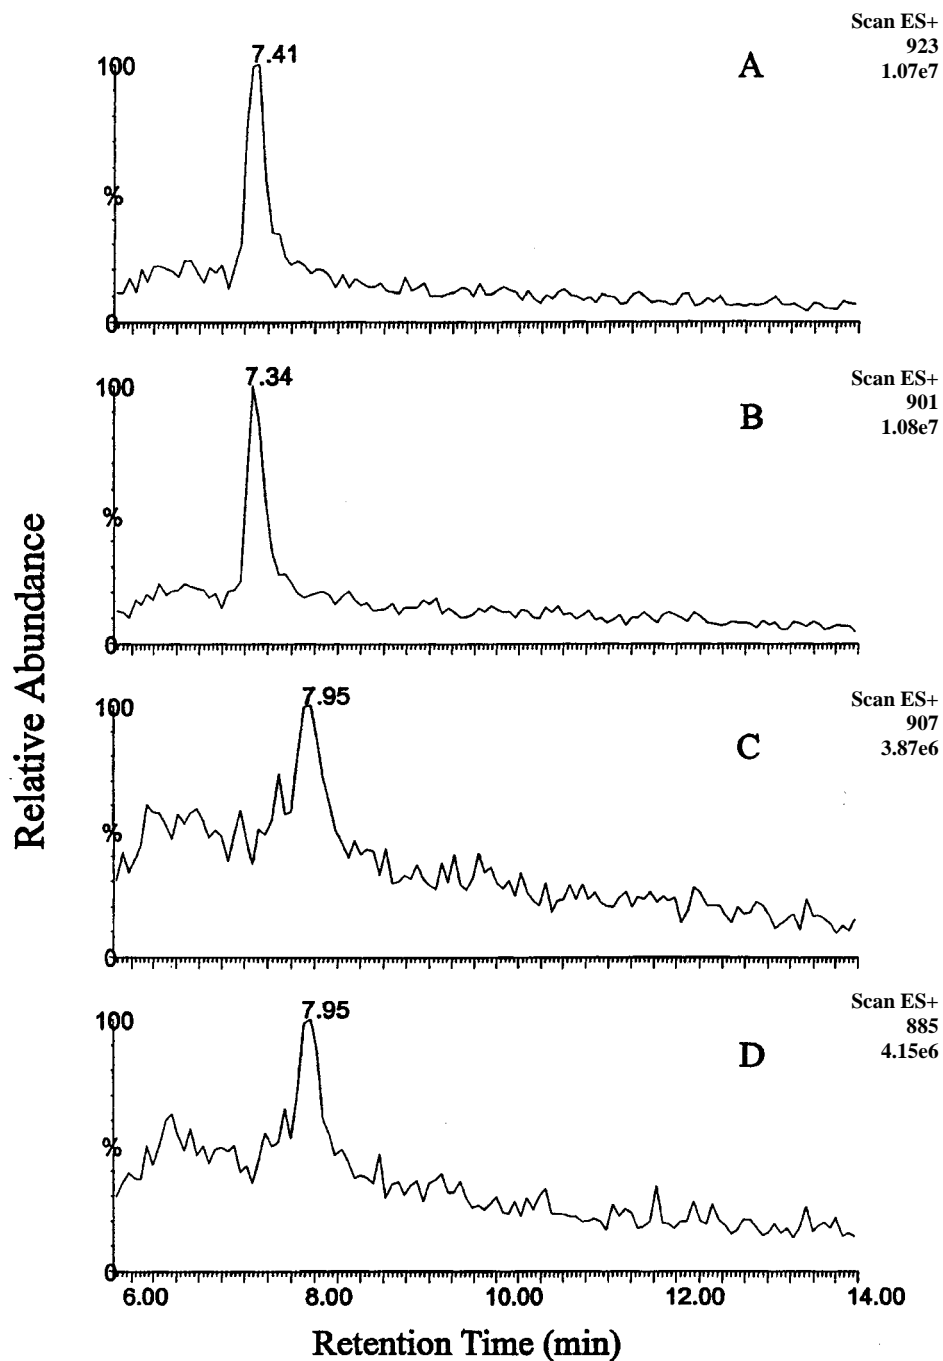 Scan ES+
923
1.07e7
7.41
100
A
%
0
Scan ES+
901
1.08e7
7.34
100
B
%
0
Scan ES+
907
3.87e6
7.95
100
C
%
0
Scan ES+
885
4.15e6
7.95
100
D
%
0
Relative Abundance
6.00 8.00 10.00 12.00 14.00
Retention Time (min)